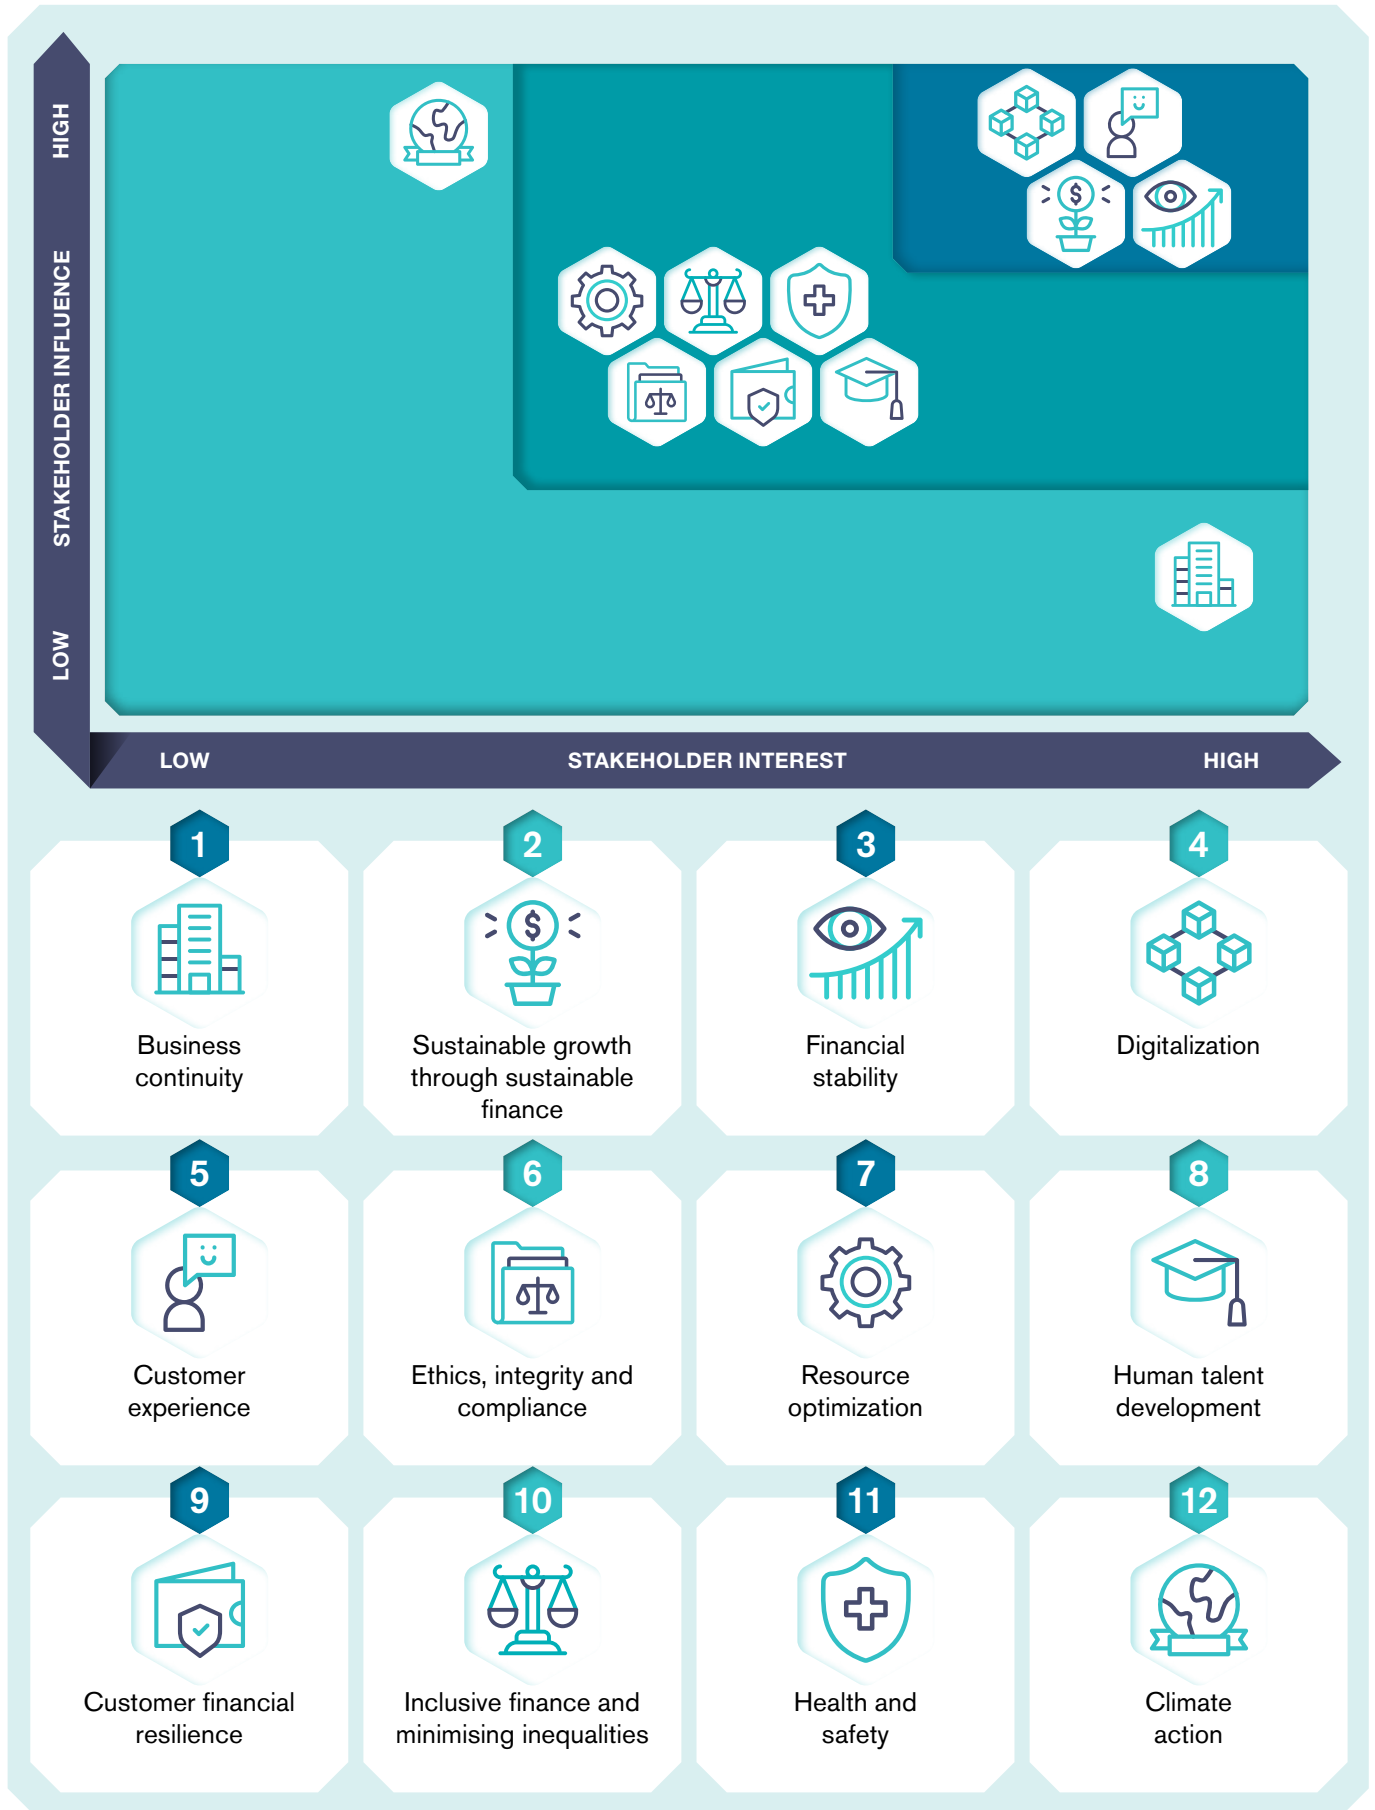 HIGH
STAKEHOLDER INFLUENCE
LOW
LOW
STAKEHOLDER INTEREST
HIGH
1
Business
continuity
2
$
Sustainable growth
through sustainable
finance
3
Financial
stability
4
Digitalization
5
Customer
experience
6
Ethics, integrity and
compliance
7
Resource
optimization
8
Human talent
development
9
Customer financial
resilience
10
Inclusive finance and
minimising inequalities
11
Health and
safety
12
Climate
action